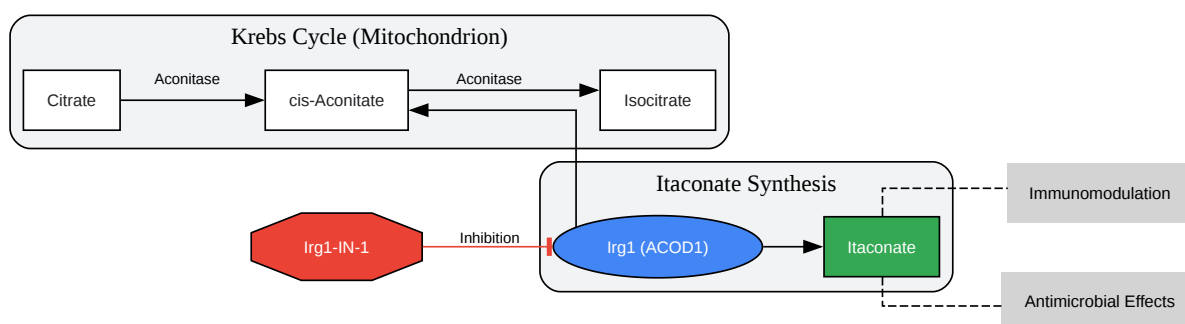 Krebs Cycle (Mitochondrion)
Aconitase
Aconitase
Citrate
cis-Aconitate
Isocitrate
Itaconate Synthesis
Immunomodulation
Irg1-IN-1
Inhibition
Irg1 (ACOD1)
Itaconate
Antimicrobial Effects